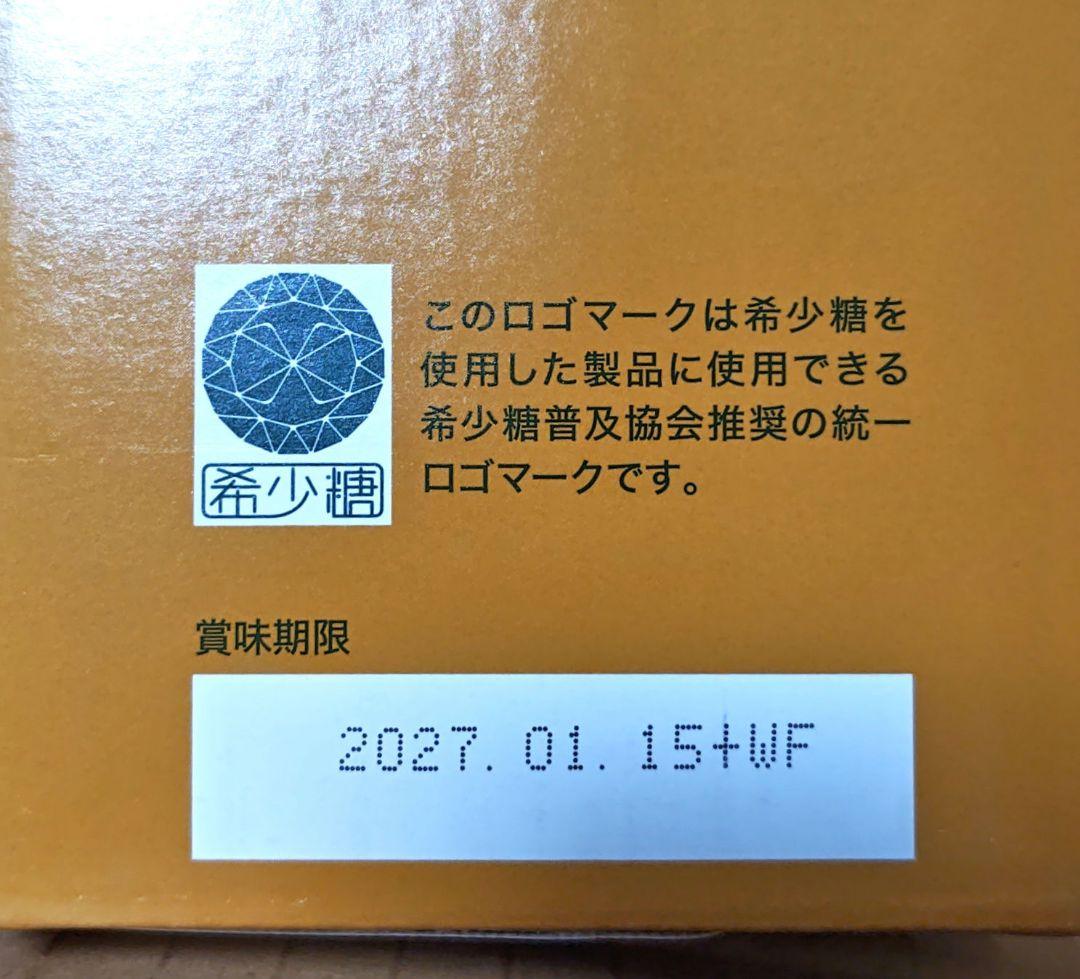 希少糖
このロゴマークは希少糖を
使用した製品に使用できる
希少糖普及協会推奨の統一
ロゴマークです。
賞味期限
2027.01.15+WF